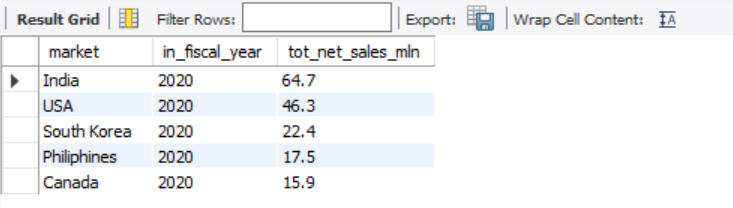 Result Grid Filter Rows: Export: Wrap Cell Content: IA
market in_fiscal_year tot_net_sales_mln
India 2020 64.7
USA 2020 46.3
South Korea 2020 22.4
Philiphines 2020 17.5
Canada 2020 15.9